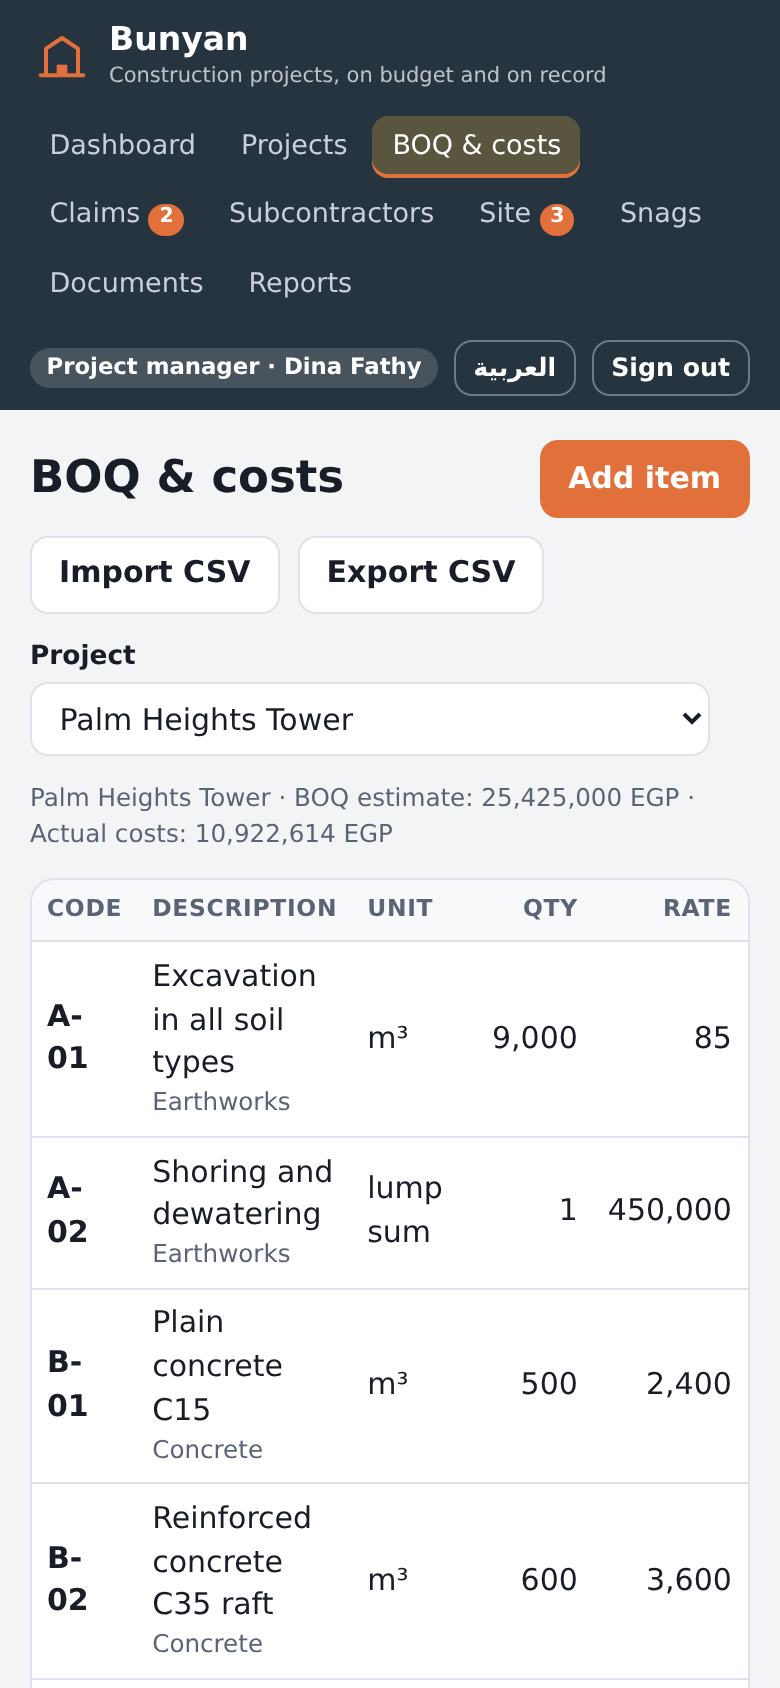 Bunyan
Construction projects, on budget and on record
Dashboard Projects BOQ & costs
Claims 2 Subcontractors Site 3 Snags
Documents Reports
Project manager · Dina Fathy العربية Sign out
BOQ & costs Add item
Import CSV Export CSV
Project
Palm Heights Tower
Palm Heights Tower · BOQ estimate: 25,425,000 EGP ·
Actual costs: 10,922,614 EGP
CODE DESCRIPTION UNIT QTY RATE
A-
01
Excavation
in all soil
types
Earthworks
m³ 9,000 85
A-
02
Shoring and
dewatering
Earthworks
lump
sum
1 450,000
B-
01
Plain
concrete
C15
Concrete
m³ 500 2,400
B-
02
Reinforced
concrete
C35 raft
Concrete
m³ 600 3,600